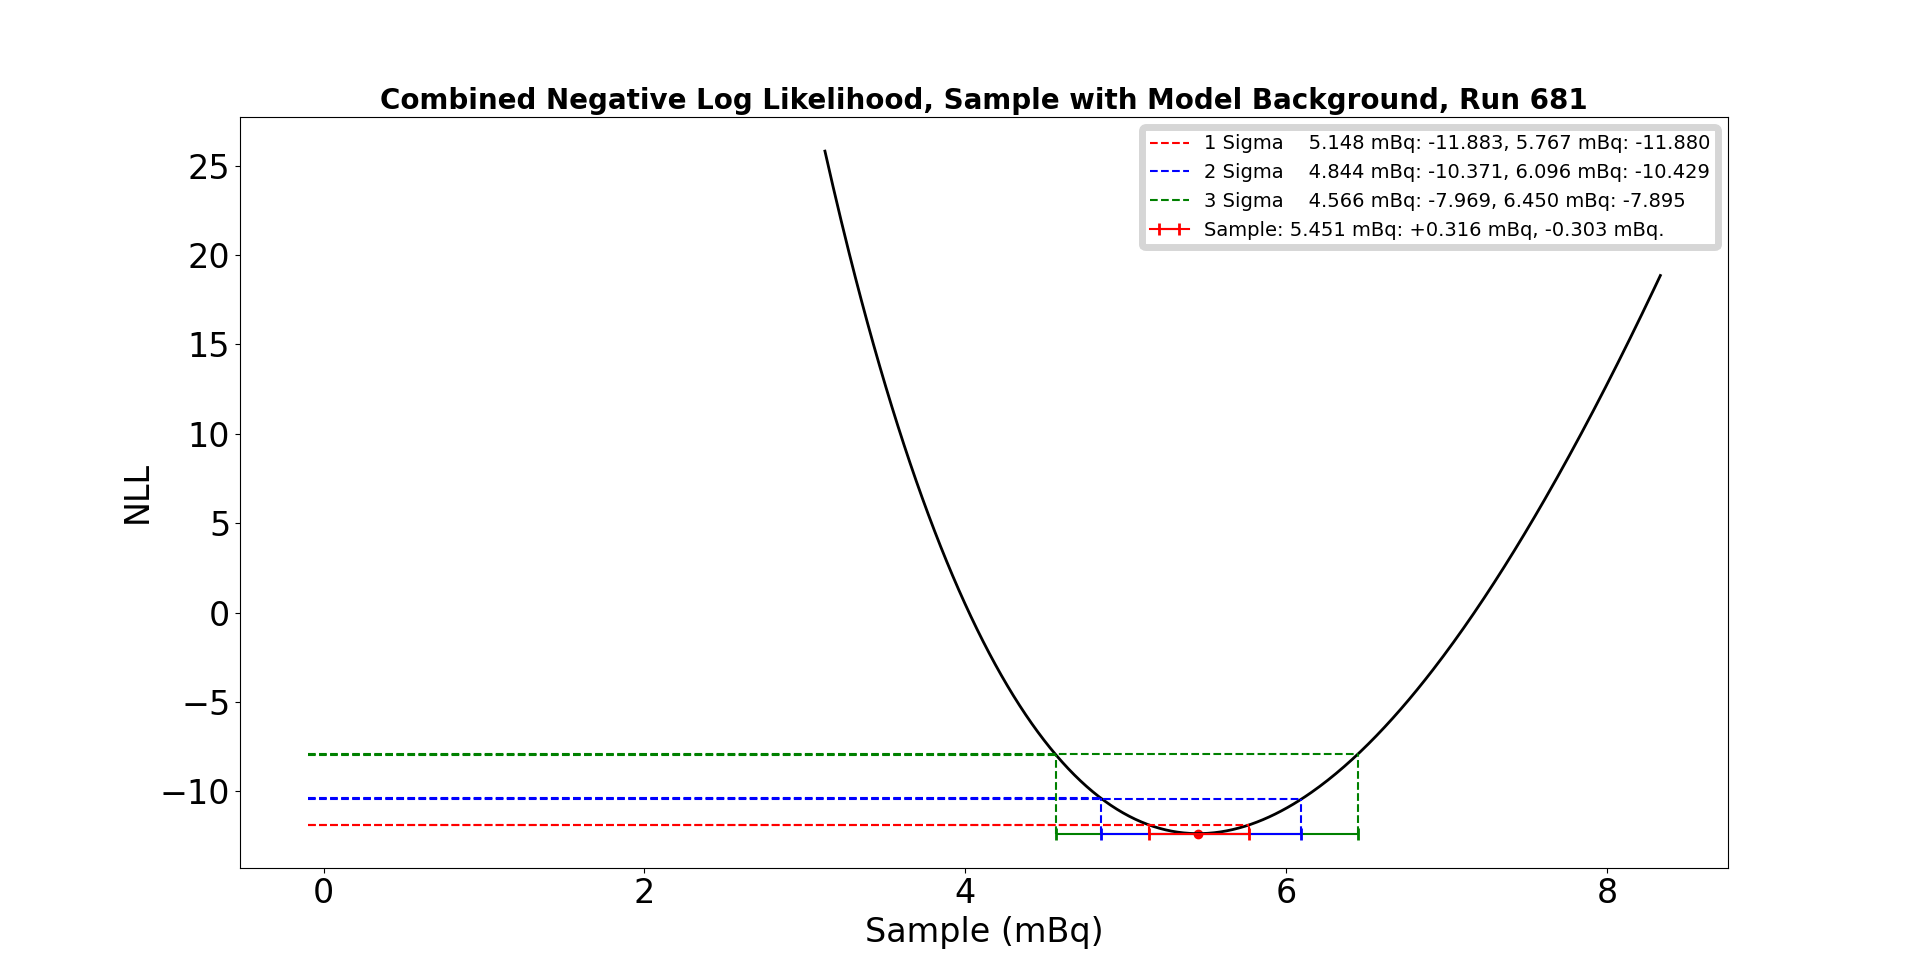 Combined Negative Log Likelihood, Sample with Model Background, Run 681
1 Sigma    5.148 mBq: -11.883, 5.767 mBq: -11.880
2 Sigma    4.844 mBq: -10.371, 6.096 mBq: -10.429
3 Sigma    4.566 mBq: -7.969, 6.450 mBq: -7.895
Sample: 5.451 mBq: +0.316 mBq, -0.303 mBq.
25
20
15
10
5
0
−5
−10
NLL
0 2 4 6 8
Sample (mBq)